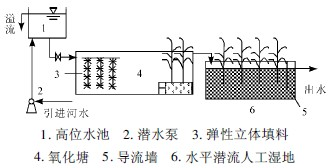 溢
流
1
2
引进河水
3
4
6
5
出水
1. 高位水池 2. 潜水泵 3. 弹性立体填料
4. 氧化塘 5. 导流墙 6. 水平潜流人工湿地